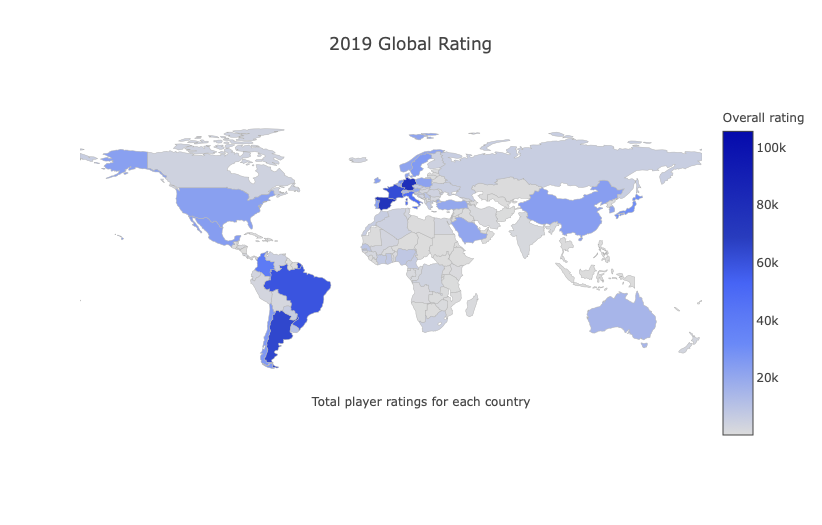 2019 Global Rating
Overall rating
100k
80k
60k
40k
20k
Total player ratings for each country